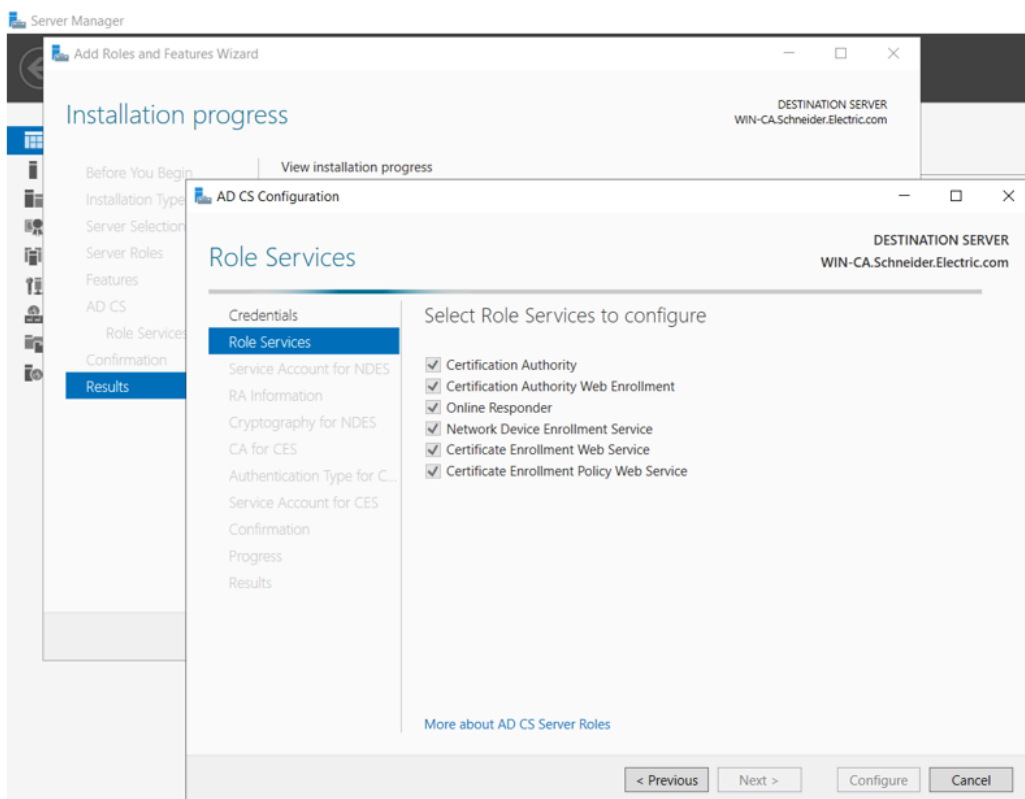 Server Manager
Add Roles and Features Wizard
Installation progress
DESTINATION SERVER
WIN-CA.Schneider.Electric.com
Before You Begin
Installation Type
Server Selection
Server Roles
Features
AD CS
Role Services
Confirmation
Results
View installation progress
AD CS Configuration
Role Services
DESTINATION SERVER
WIN-CA.Schneider.Electric.com
Credentials
Role Services
Service Account for NDES
RA Information
Cryptography for NDES
CA for CES
Authentication Type for C...
Service Account for CES
Confirmation
Progress
Results
Select Role Services to configure
Certification Authority
Certification Authority Web Enrollment
Online Responder
Network Device Enrollment Service
Certificate Enrollment Web Service
Certificate Enrollment Policy Web Service
More about AD CS Server Roles
< Previous
Next >
Configure
Cancel